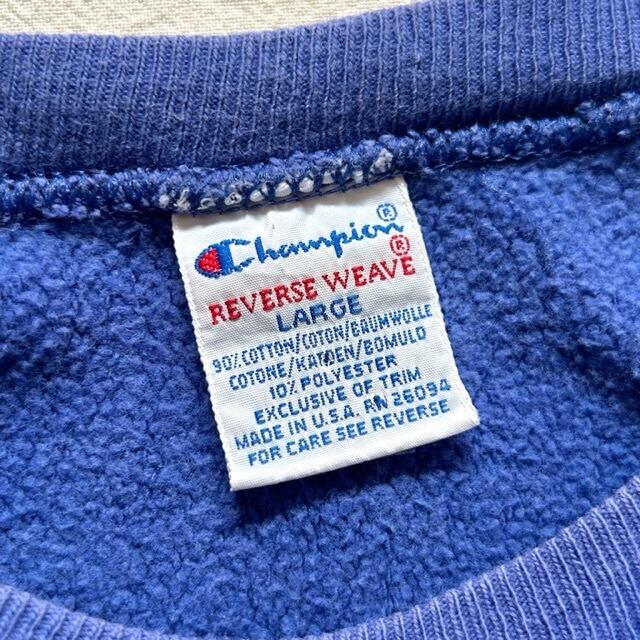 Champion®
REVERSE WEAVE®
LARGE
90% COTTON/COTON/BAUMWOLLE
COTONE/KATOEN/BOMULD
10% POLYESTER
EXCLUSIVE OF TRIM
MADE IN U.S.A. RN 26094
FOR CARE SEE REVERSE